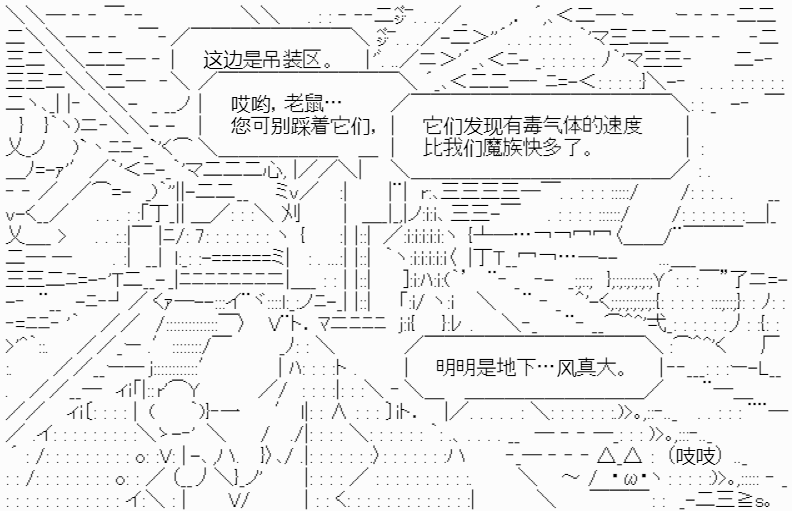 这边是吊装区。
哎哟，老鼠…
您可别踩着它们，
它们发现有毒气体的速度
比我们魔族快多了。
明明是地下…风真大。
（吱吱）